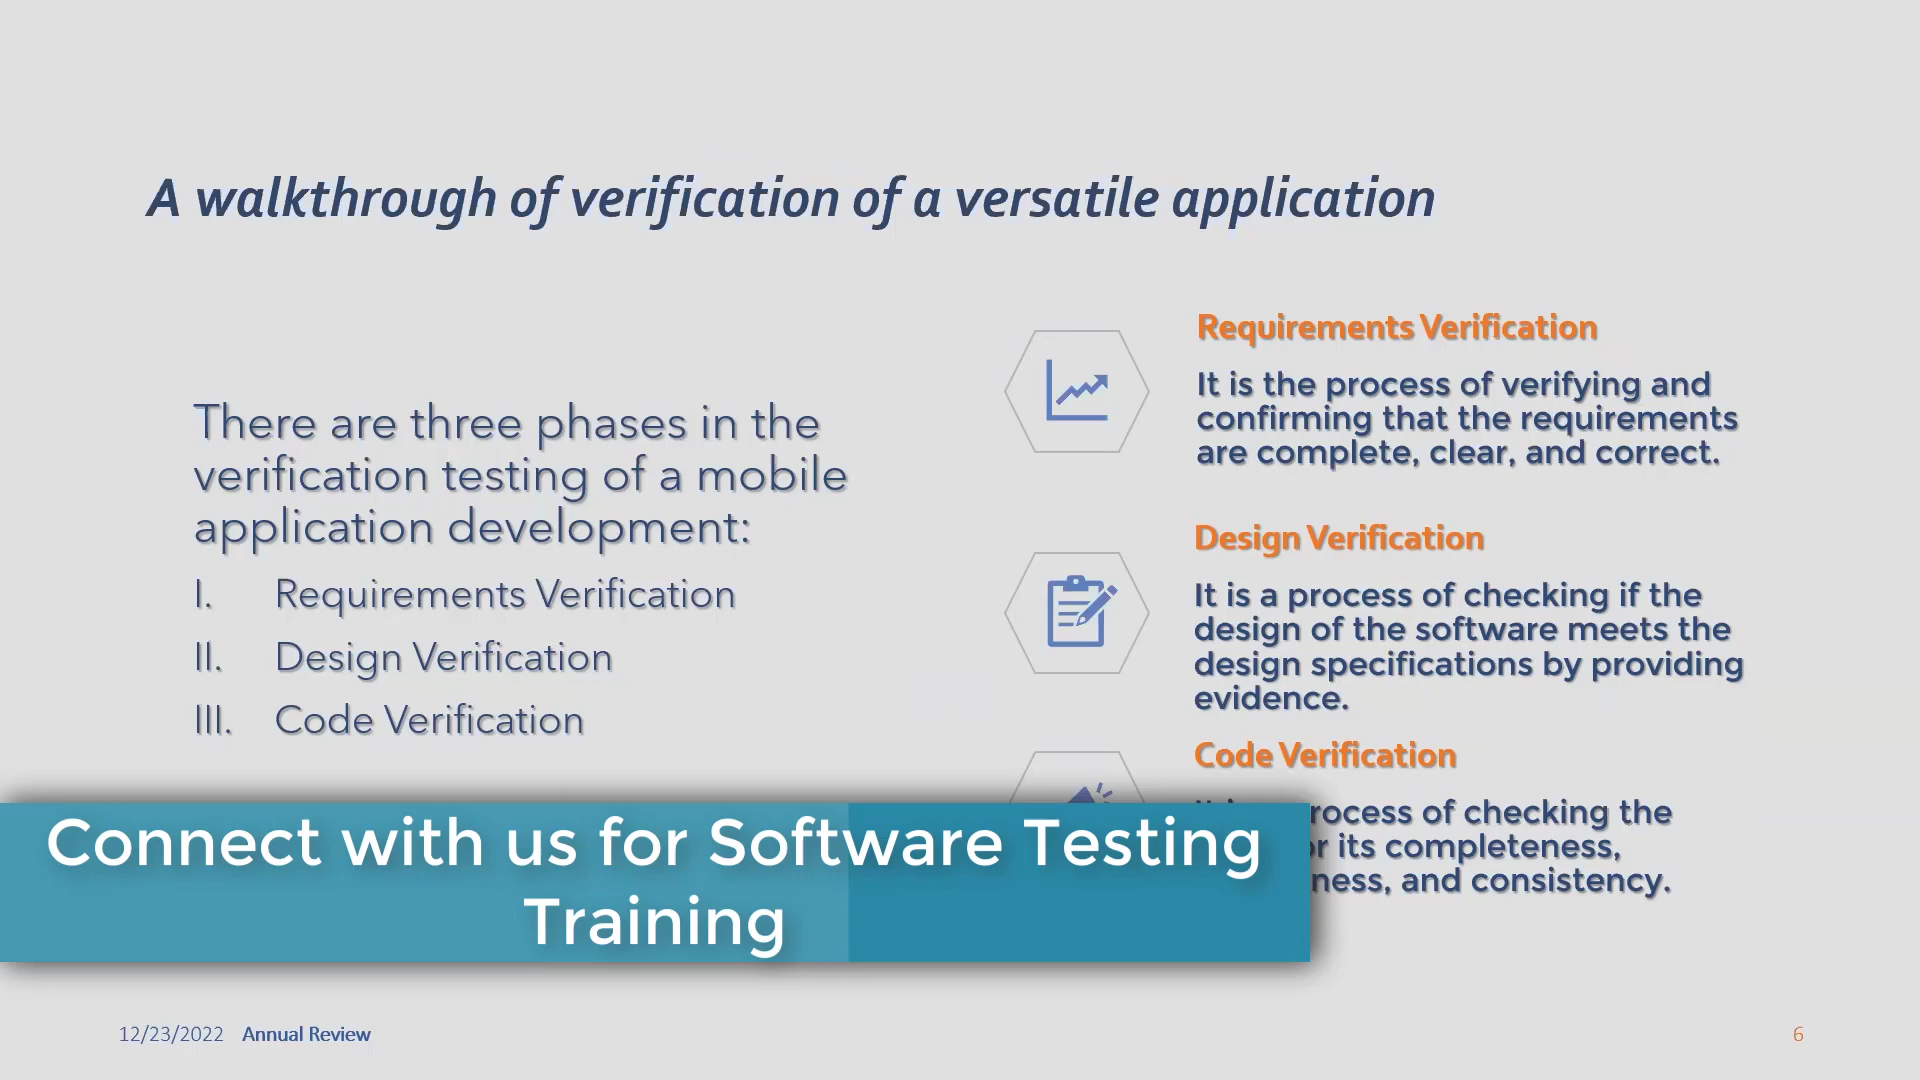 A walkthrough of verification of a versatile application
There are three phases in the
verification testing of a mobile
application development:
I. Requirements Verification
II. Design Verification
III. Code Verification
Requirements Verification
It is the process of verifying and
confirming that the requirements
are complete, clear, and correct.
Design Verification
It is a process of checking if the
design of the software meets the
design specifications by providing
evidence.
Code Verification
of checking the
its completeness,
and consistency.
Connect with us for Software Testing
Training
12/23/2022 Annual Review
6